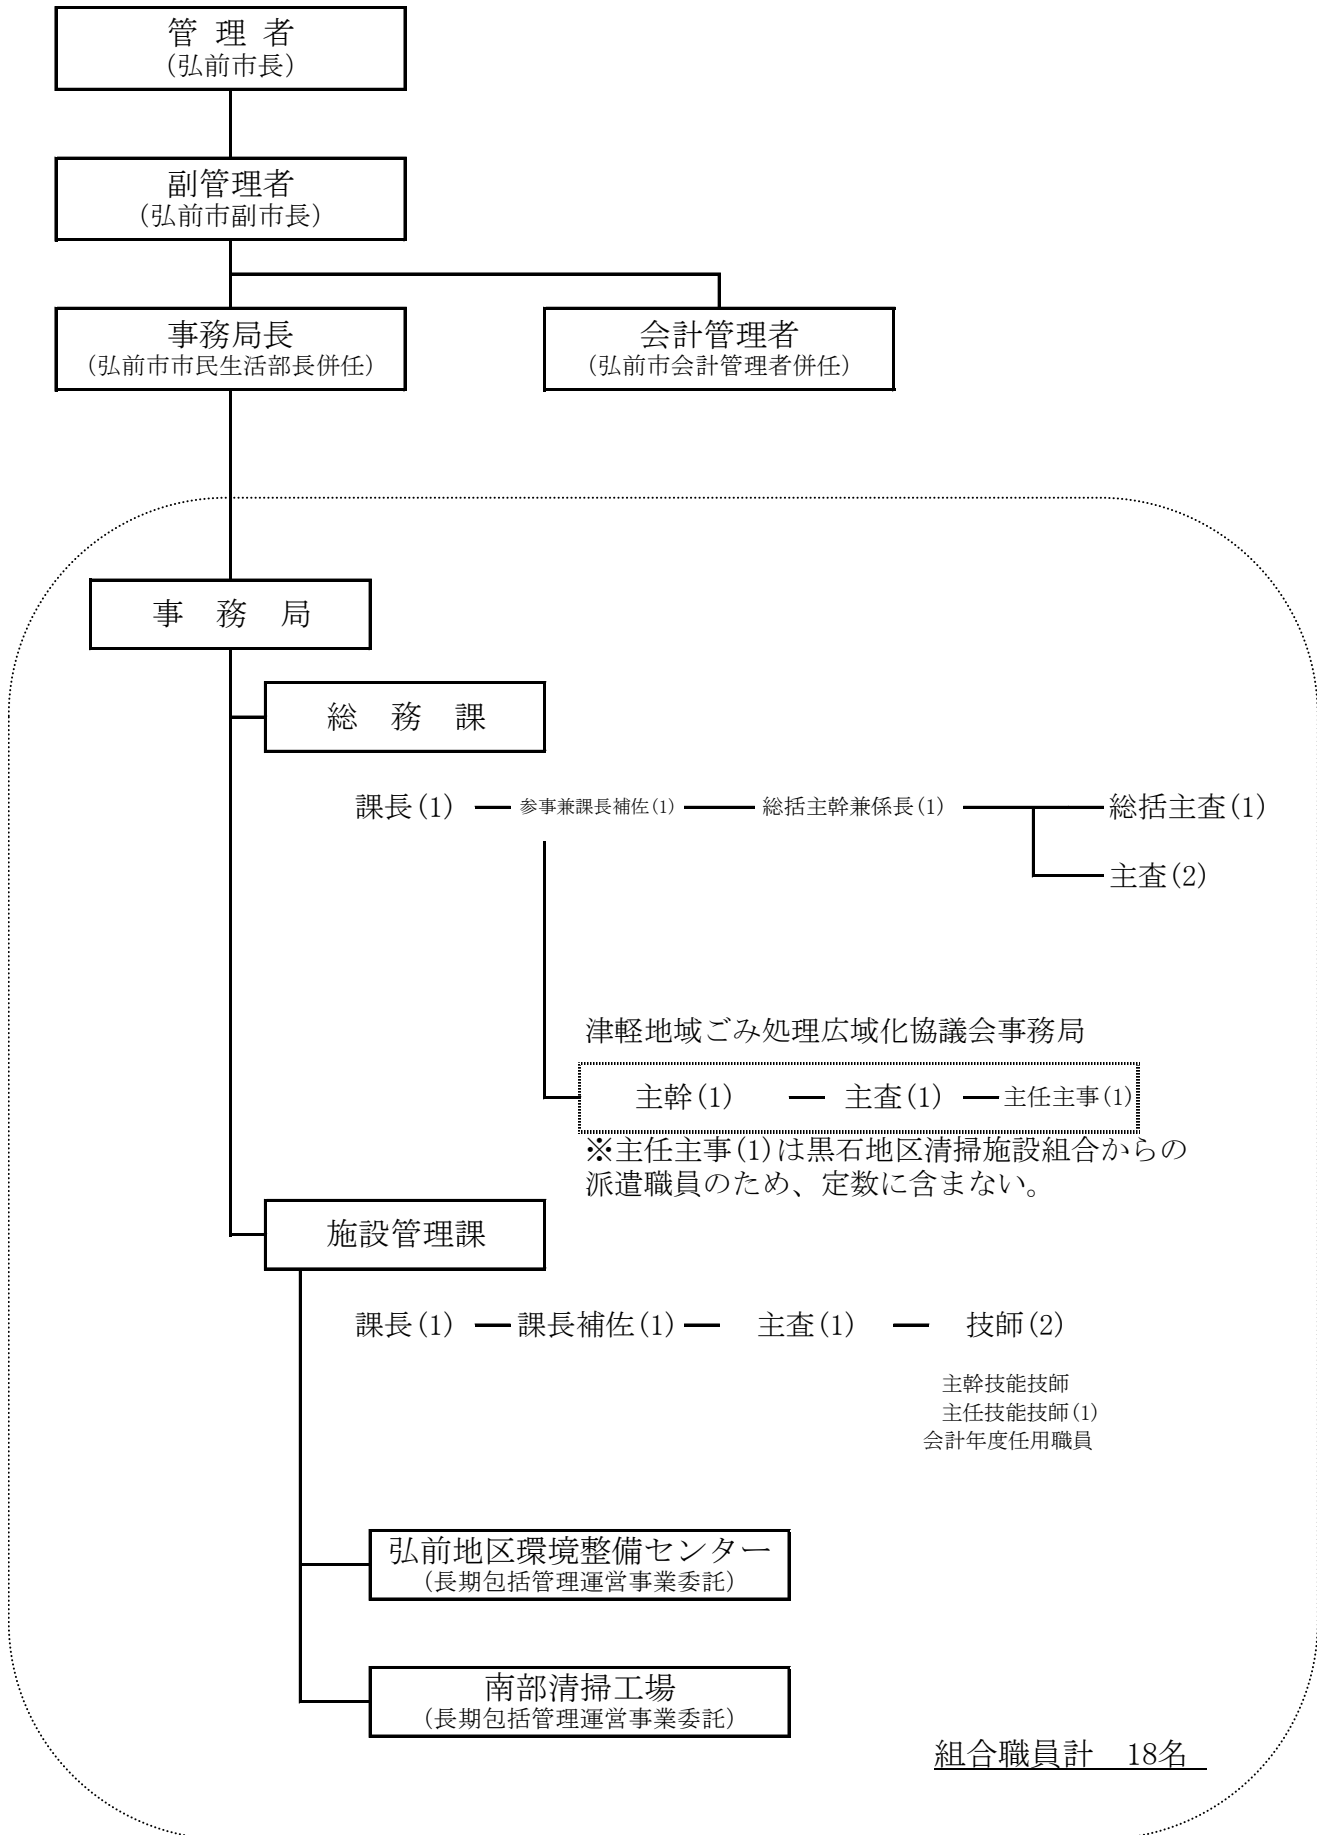 管 理 者
(弘前市長)
副管理者
(弘前市副市長)
事務局長
(弘前市市民生活部長併任)
会計管理者
(弘前市会計管理者併任)
事　務　局
総　務　課
課長(1) 参事兼課長補佐(1) 総括主幹兼係長(1) 総括主査(1)
主査(2)
津軽地域ごみ処理広域化協議会事務局
主幹(1) 主査(1) 主任主事(1)
※主任主事(1)は黒石地区清掃施設組合からの
派遣職員のため、定数に含まない。
施設管理課
課長(1) 課長補佐(1) 主査(1) 技師(2)
主幹技能技師
主任技能技師(1)
会計年度任用職員
弘前地区環境整備センター
(長期包括管理運営事業委託)
南部清掃工場
(長期包括管理運営事業委託)
組合職員計　18名